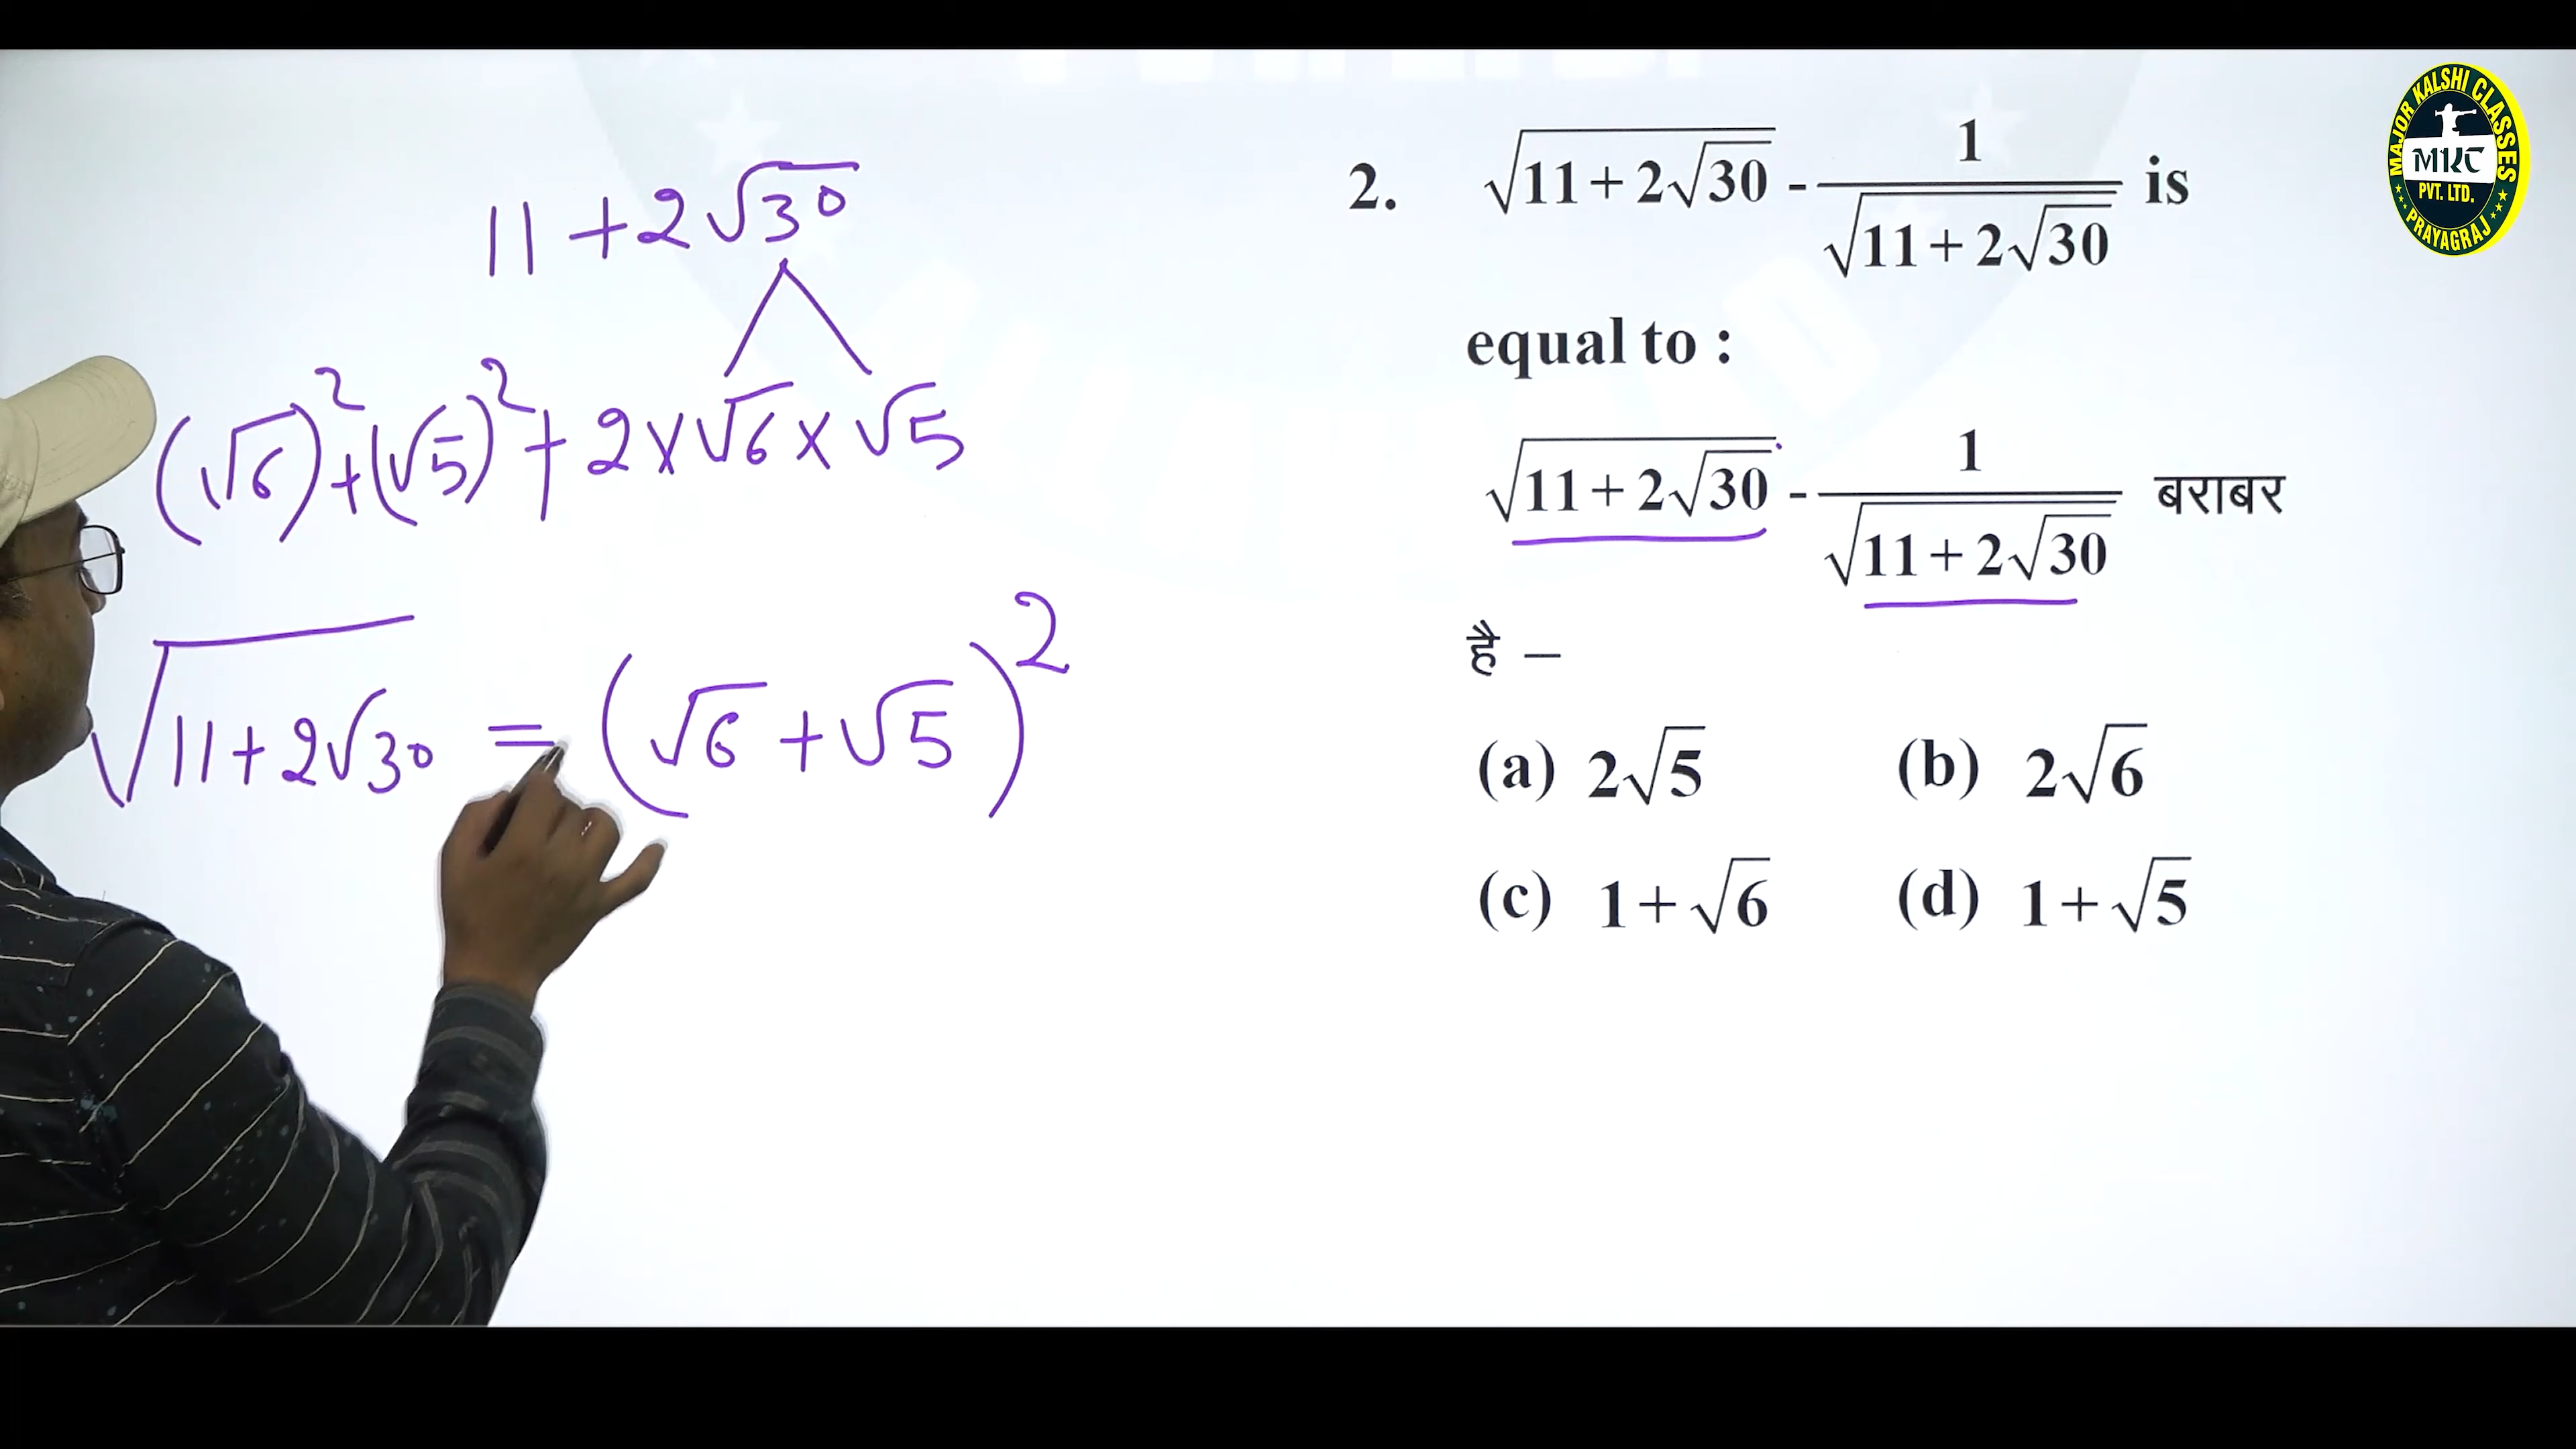 11 + 2√30
(√6)² + (√5)² + 2 × √6 × √5
√(11 + 2√30) = (√6 + √5)²
2. √(11 + 2√30) - 1/√(11 + 2√30) is
equal to :
√(11 + 2√30) - 1/√(11 + 2√30) बराबर
है –
(a) 2√5 (b) 2√6
(c) 1 + √6 (d) 1 + √5
MAJOR KALSHI CLASSES
MKC
PVT. LTD.
PRAYAGRAJ